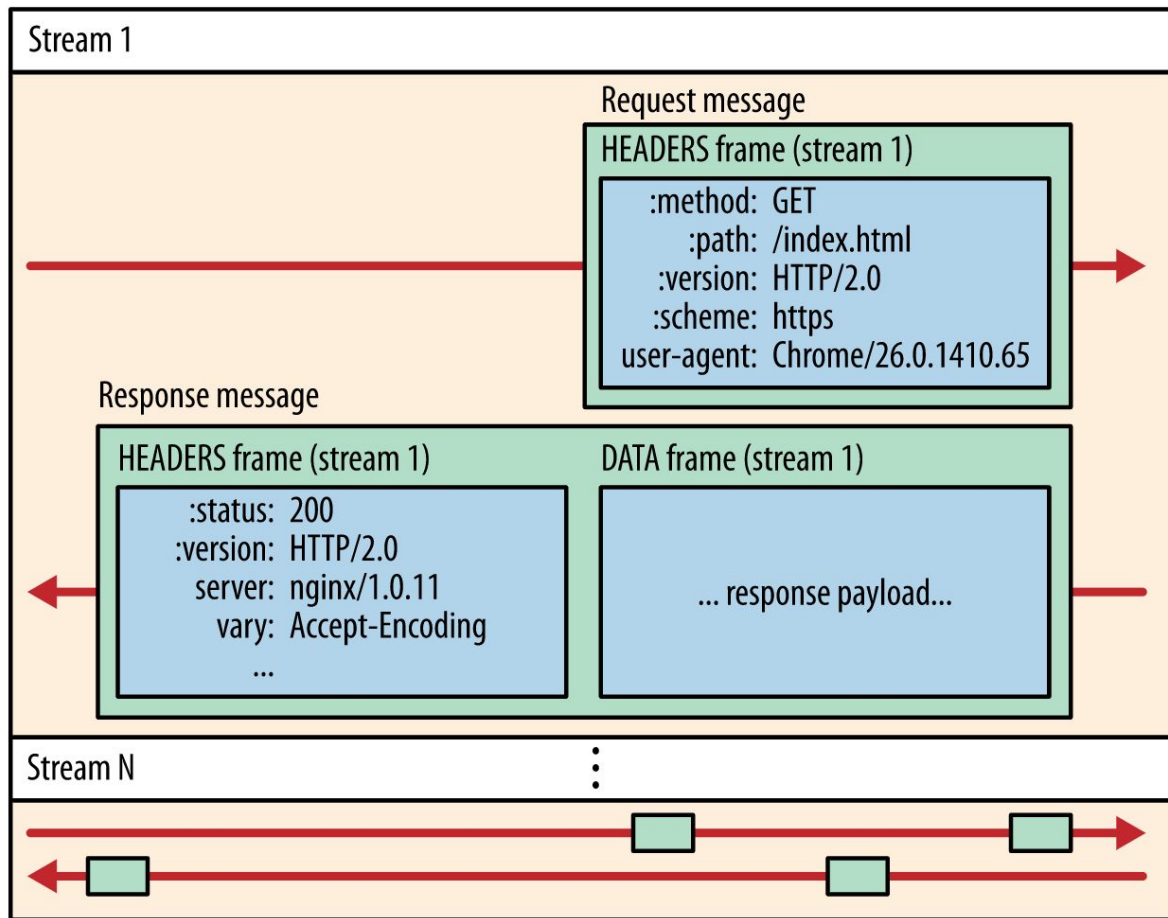 Stream 1
Request message
HEADERS frame (stream 1)
:method: GET
:path: /index.html
:version: HTTP/2.0
:scheme: https
user-agent: Chrome/26.0.1410.65
Response message
HEADERS frame (stream 1)
:status: 200
:version: HTTP/2.0
server: nginx/1.0.11
vary: Accept-Encoding
...
DATA frame (stream 1)
... response payload...
Stream N